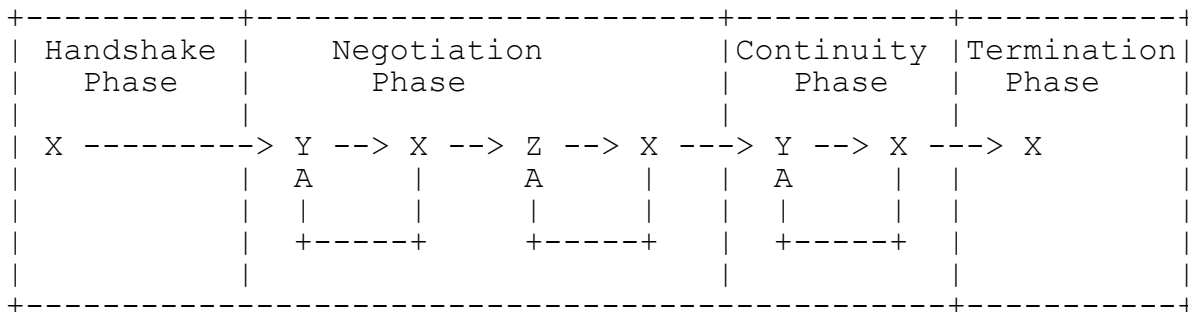 +-----------+------------------------+-----------+-----------+
| Handshake |    Negotiation         |Continuity |Termination|
|   Phase   |      Phase             |   Phase   |  Phase    |
|           |                        |           |           |
| X ---------> Y --> X --> Z --> X ---> Y --> X ---> X       |
|           |  A     |     A     |   |  A     |  |           |
|           |  |     |     |     |   |  |     |  |           |
|           |  +-----+     +-----+   |  +-----+  |           |
|           |                        |           |           |
+------------------------------------------------+-----------+